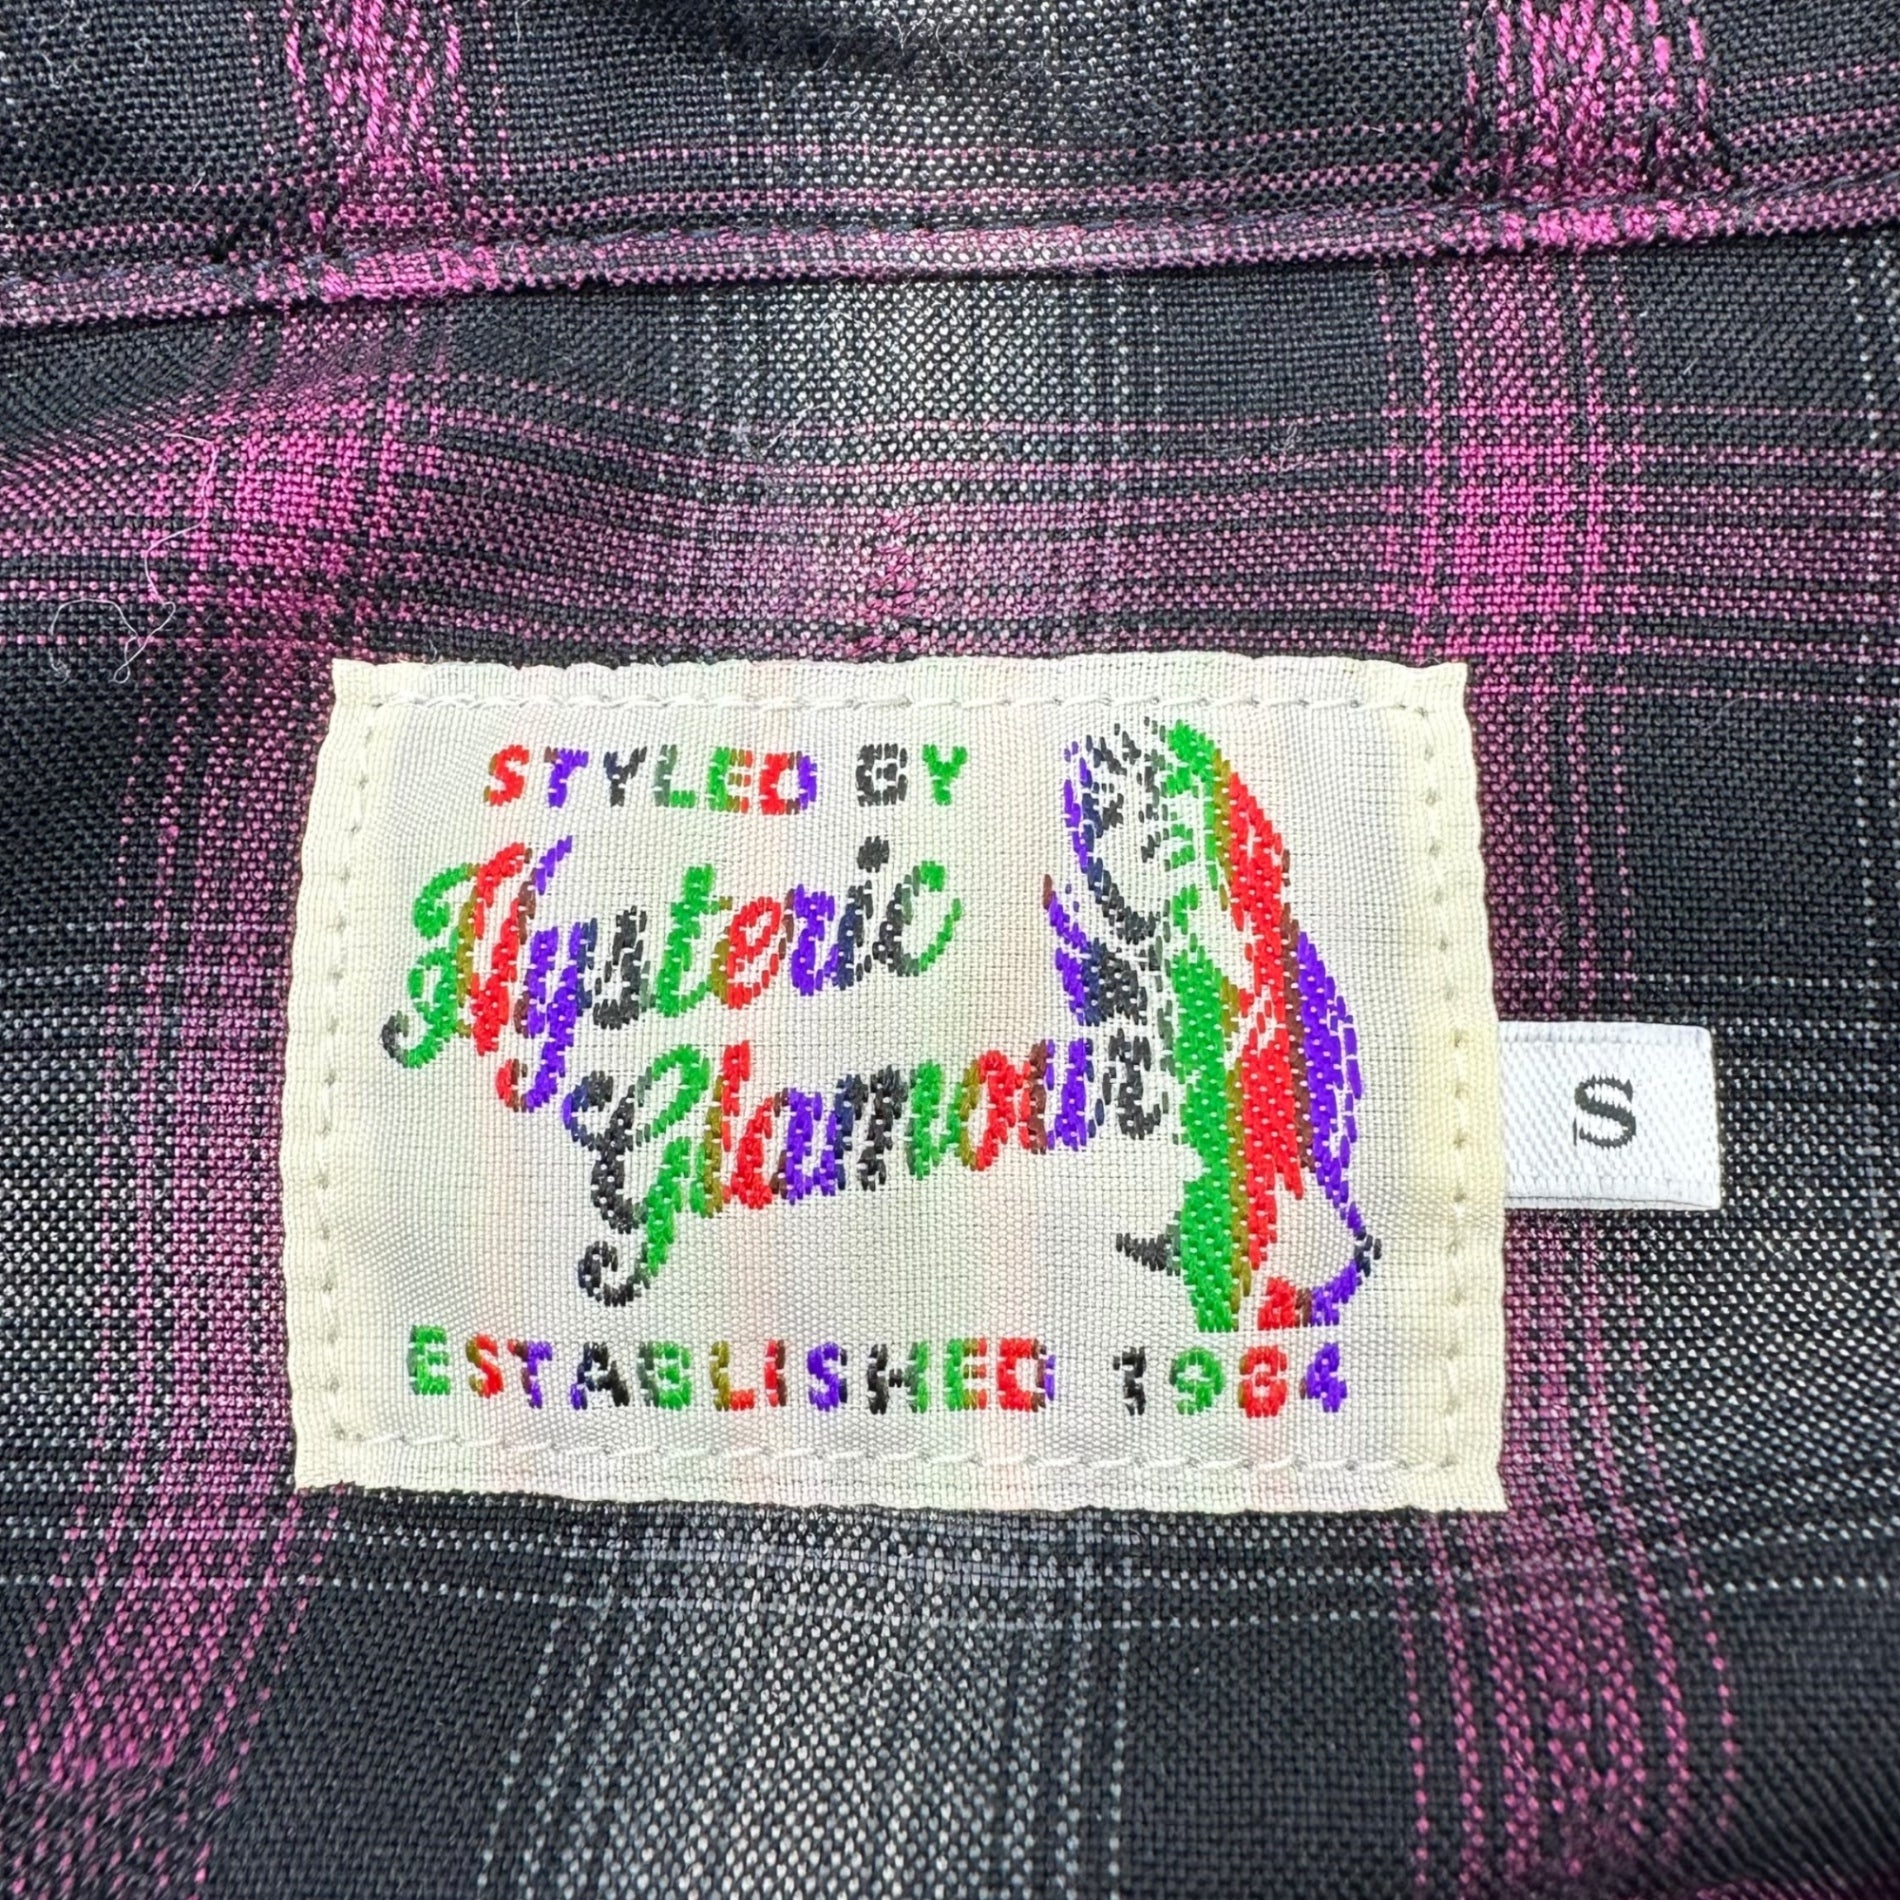 STYLED BY
Hysteric
Glamour
S
ESTABLISHED 1984